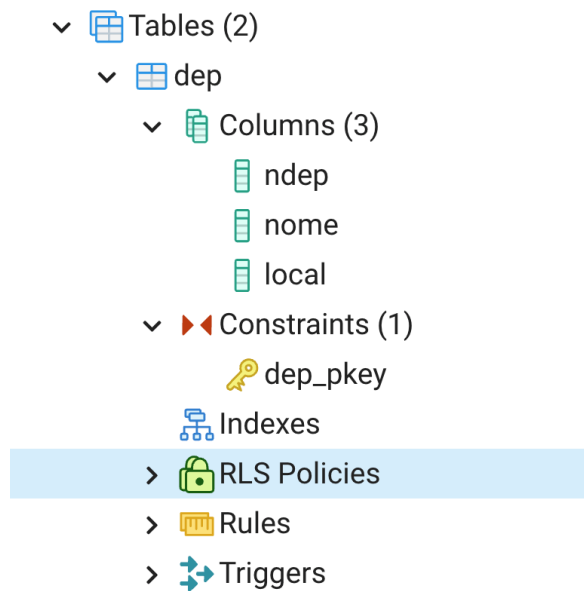 Tables (2)
dep
Columns (3)
ndep
nome
local
Constraints (1)
dep_pkey
Indexes
RLS Policies
Rules
Triggers